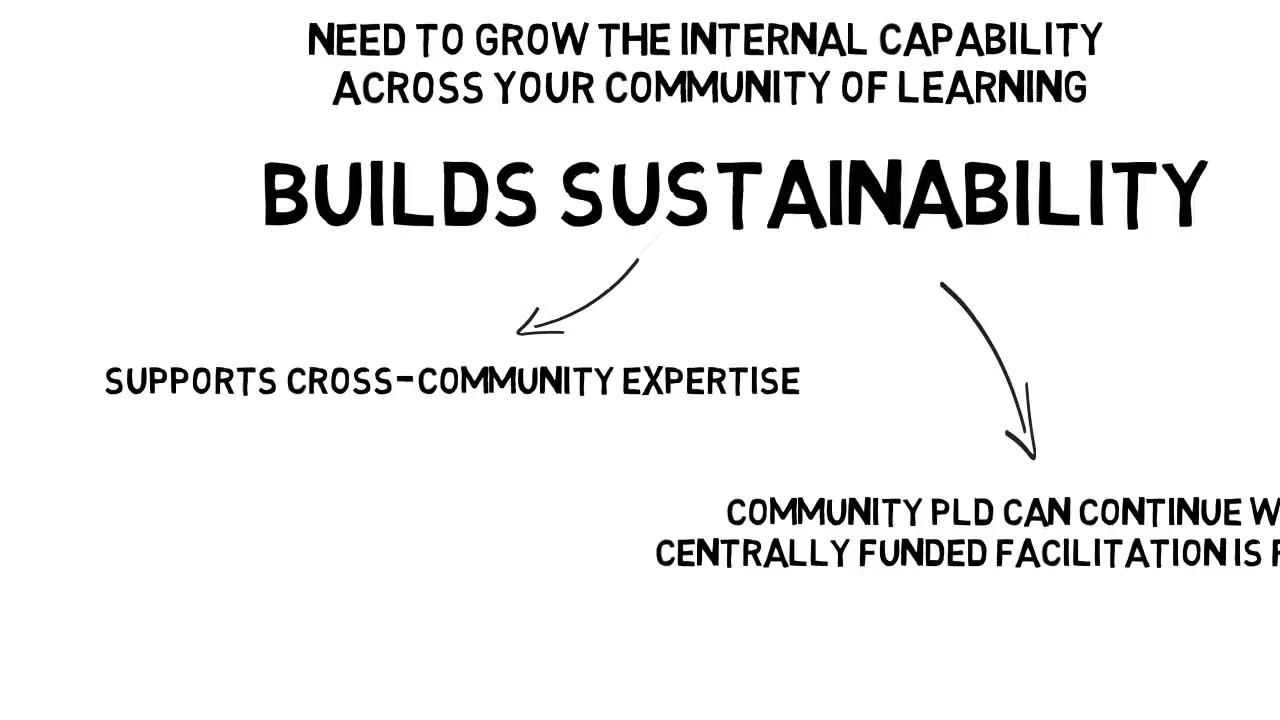 NEED TO GROW THE INTERNAL CAPABILITY
ACROSS YOUR COMMUNITY OF LEARNING
BUILDS SUSTAINABILITY
SUPPORTS CROSS-COMMUNITY EXPERTISE
COMMUNITY PLD CAN CONTINUE
CENTRALLY FUNDED FACILITATION IS